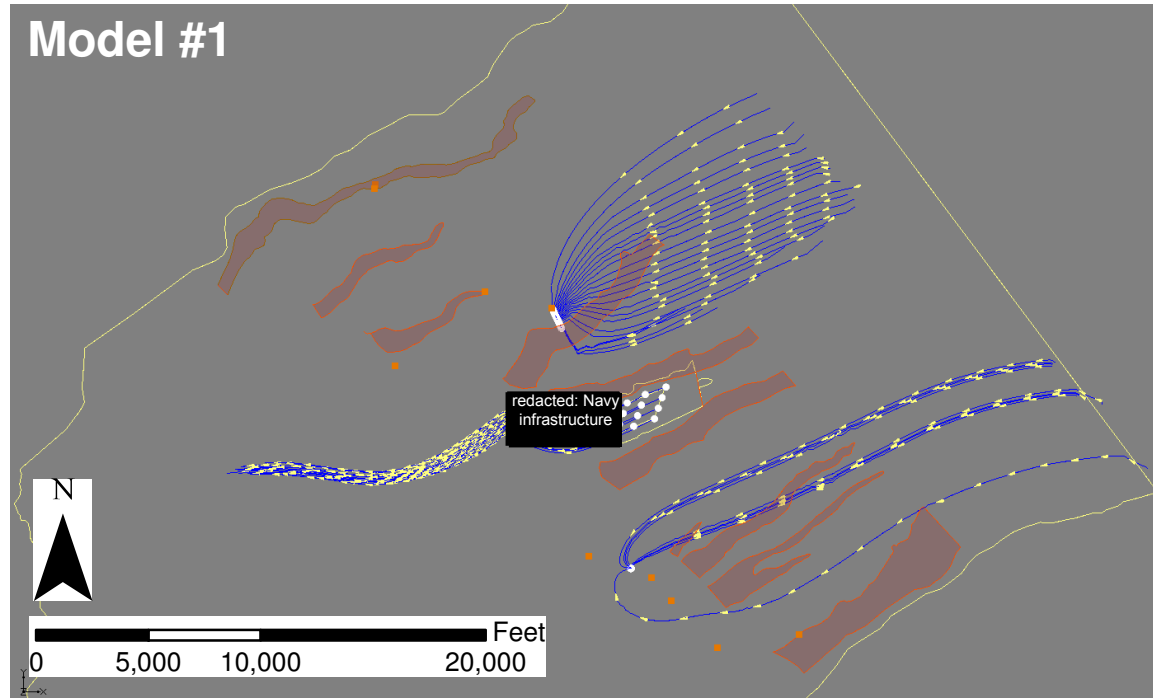 Model #1
redacted: Navy
infrastructure
N
Feet
0 5,000 10,000 20,000
Y
Z X